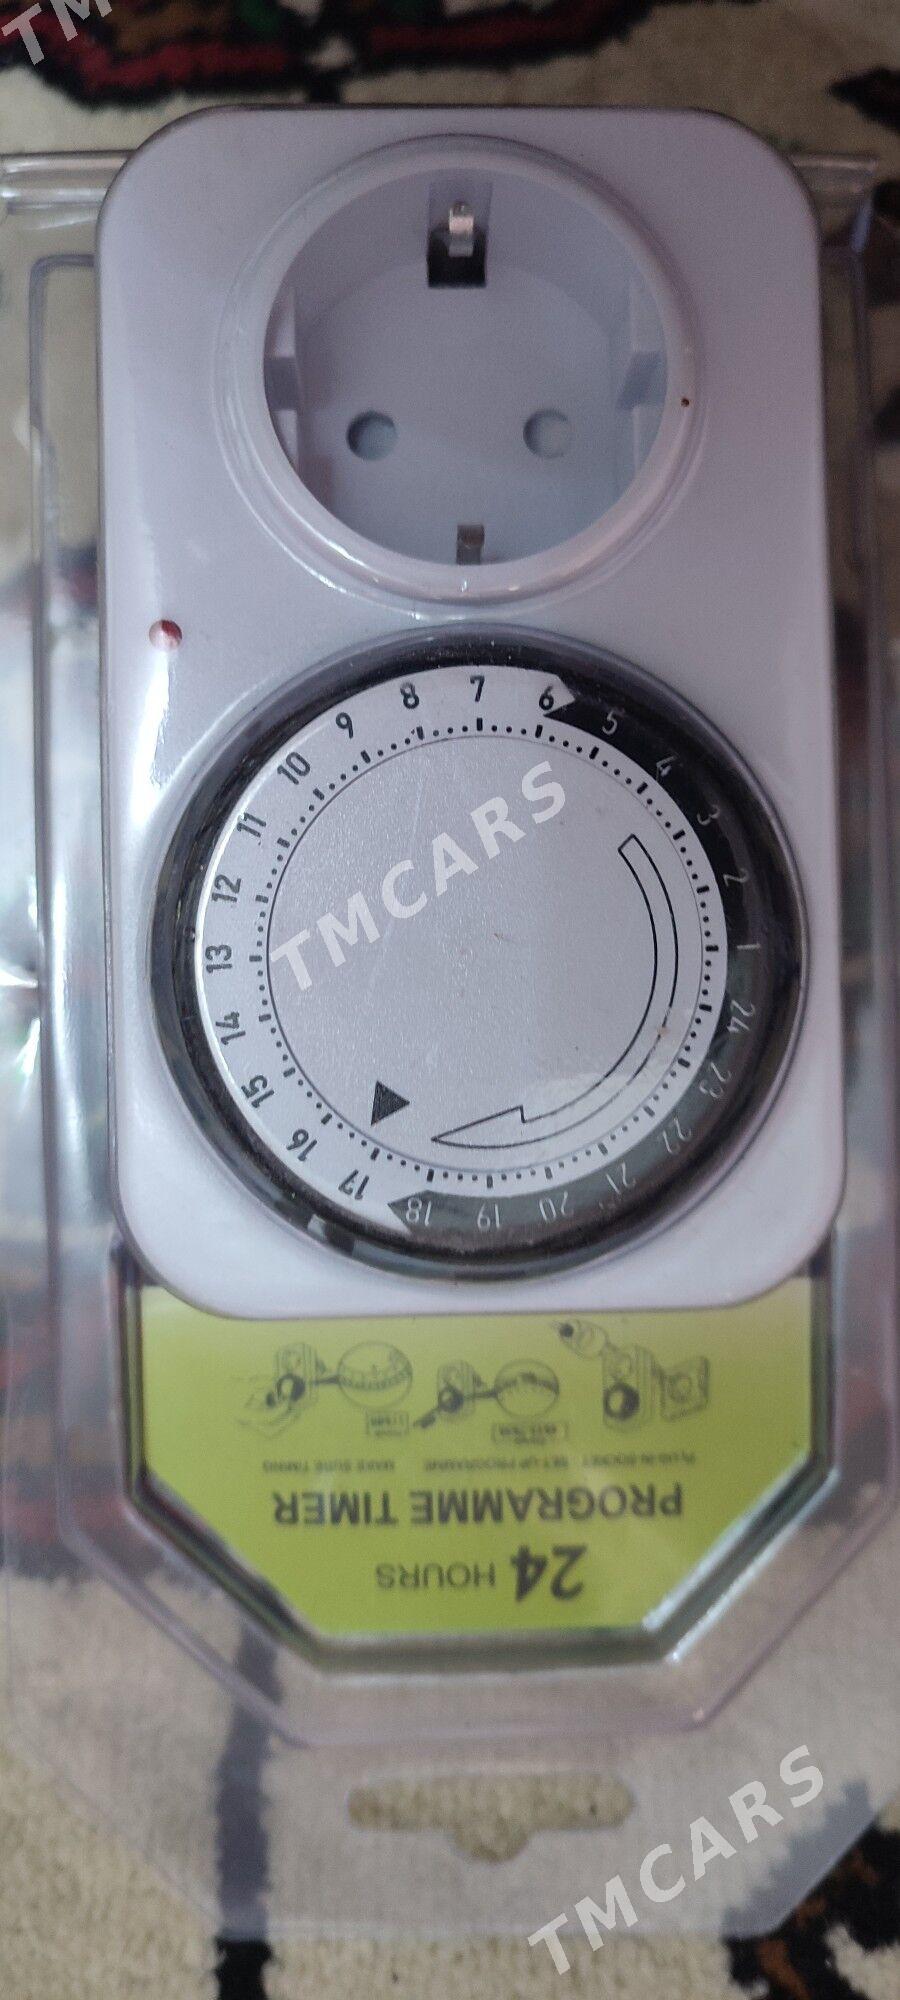 TM
7 6 5 4 3 2 1 24 23 22 21 20 19 18 17 16 15 14 13 12 11 10 9 8
TMCARS
PLUG IN SOCKET SET UP PROGRAMME MAKE SURE TIMING
PROGRAMME TIMER
24 HOURS
TMCARS